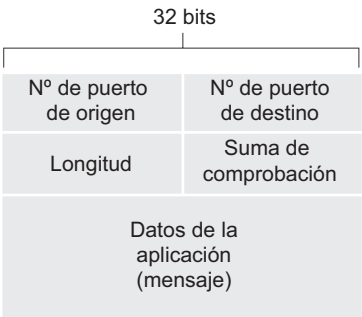 32 bits
Nº de puerto
de origen
Nº de puerto
de destino
Longitud
Suma de
comprobación
Datos de la
aplicación
(mensaje)